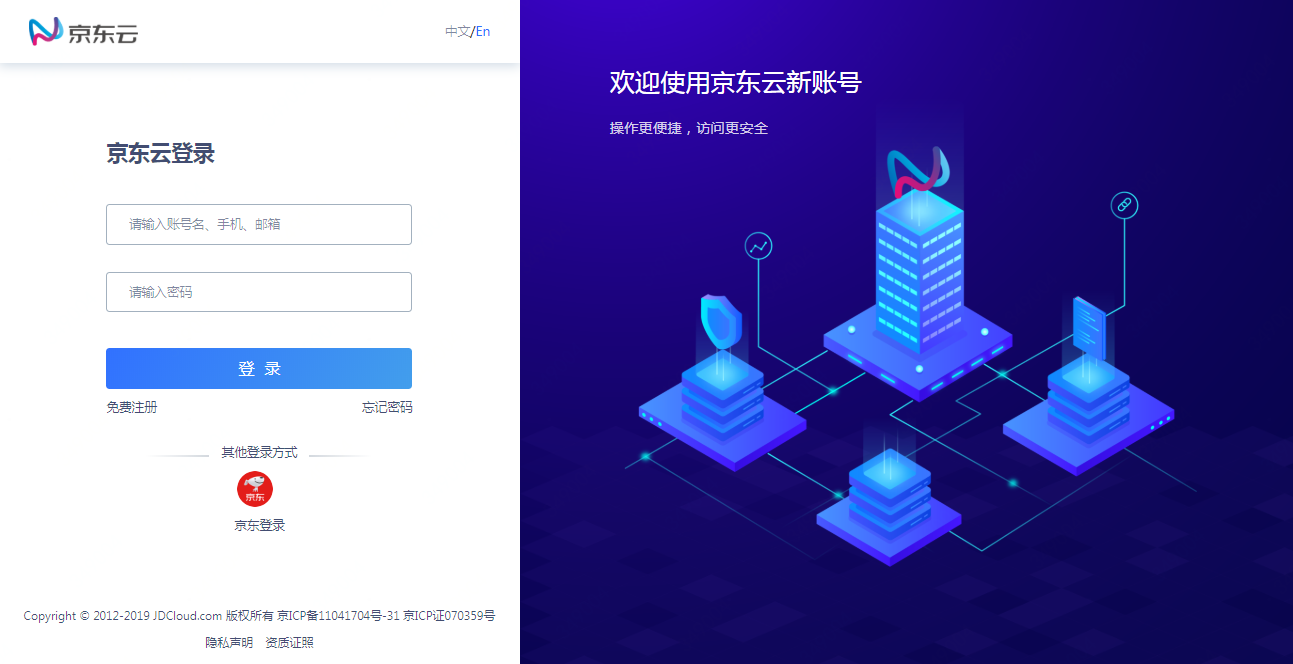 京东云
中文/En
京东云登录
请输入账号名、手机、邮箱
请输入密码
登 录
免费注册 忘记密码
其他登录方式
京东
京东登录
Copyright © 2012-2019 JDCloud.com 版权所有 京ICP备11041704号-31 京ICP证070359号
隐私声明 资质证照
欢迎使用京东云新账号
操作更便捷，访问更安全